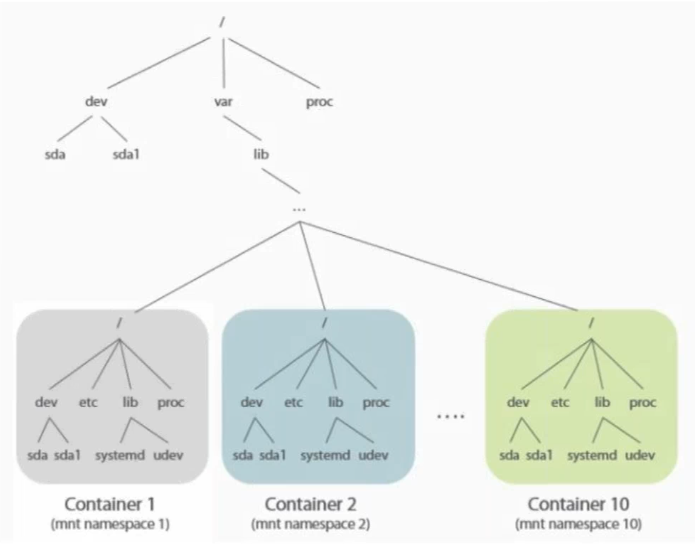 /
dev var proc
sda sda1 lib
...
/ / /
dev etc lib proc dev etc lib proc dev etc lib proc
....
sda sda1 systemd udev sda sda1 systemd udev sda sda1 systemd udev
Container 1 Container 2 Container 10
(mnt namespace 1) (mnt namespace 2) (mnt namespace 10)